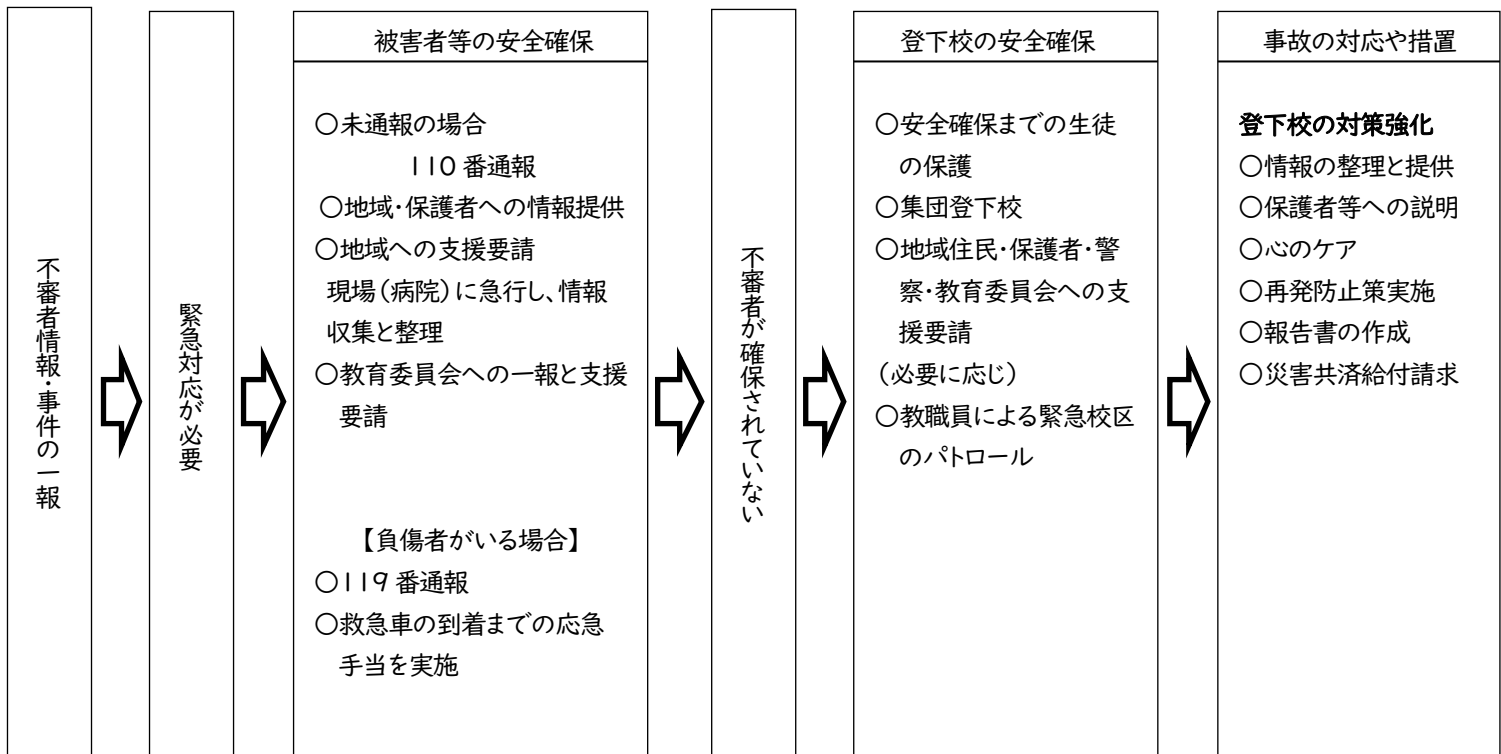 不審者情報・事件の一報
緊急対応が必要
被害者等の安全確保
○未通報の場合
110番通報
○地域・保護者への情報提供
○地域への支援要請
現場(病院)に急行し、情報
収集と整理
○教育委員会への一報と支援
要請
【負傷者がいる場合】
○119番通報
○救急車の到着までの応急
手当を実施
不審者が確保されていない
登下校の安全確保
○安全確保までの生徒
の保護
○集団登下校
○地域住民・保護者・警
察・教育委員会への支
援要請
(必要に応じ)
○教職員による緊急校区
のパトロール
事故の対応や措置
登下校の対策強化
○情報の整理と提供
○保護者等への説明
○心のケア
○再発防止策実施
○報告書の作成
○災害共済給付請求